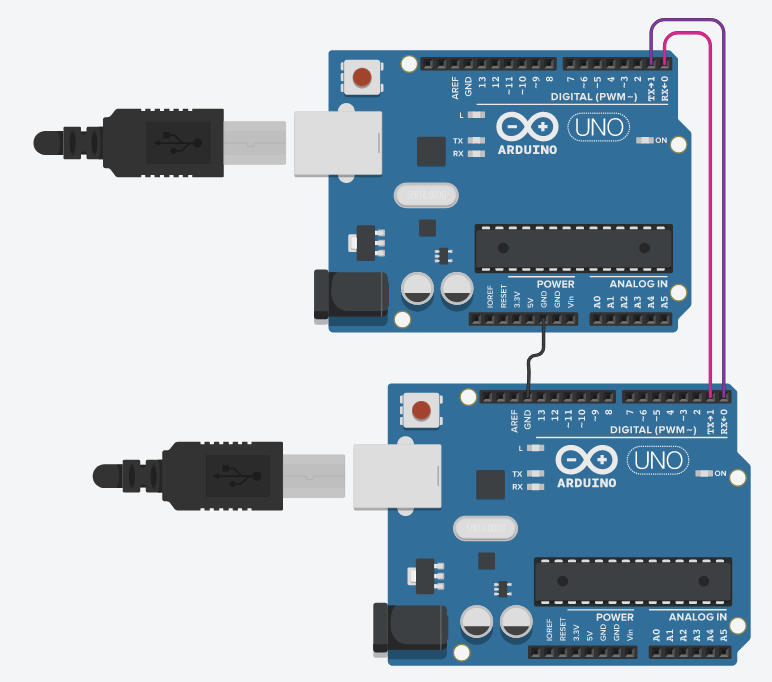 AREF
GND
13
12
~11
~10
~9
8
7
~6
~5
4
~3
2
TX→1
RX←0
DIGITAL (PWM~)
L
TX
RX
UNO
ON
ARDUINO
POWER
ANALOG IN
IOREF
RESET
3.3V
5V
GND
GND
Vin
A0
A1
A2
A3
A4
A5
AREF
GND
13
12
~11
~10
~9
8
7
~6
~5
4
~3
2
TX→1
RX←0
DIGITAL (PWM~)
L
TX
RX
UNO
ON
ARDUINO
POWER
ANALOG IN
IOREF
RESET
3.3V
5V
GND
GND
Vin
A0
A1
A2
A3
A4
A5